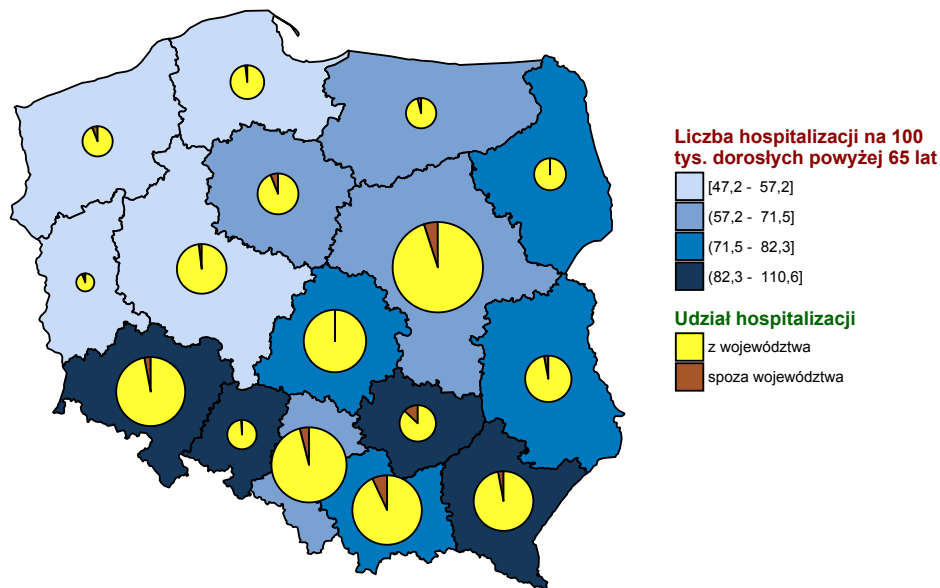 Liczba hospitalizacji na 100
tys. dorosłych powyżej 65 lat
[47,2 - 57,2]
(57,2 - 71,5]
(71,5 - 82,3]
(82,3 - 110,6]
Udział hospitalizacji
z województwa
spoza województwa